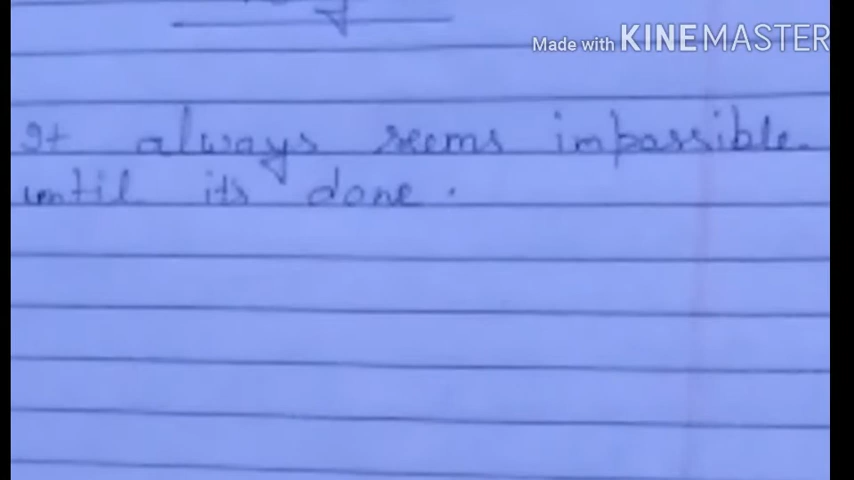 Made with KINEMASTER
It always seems impossible
until its done.